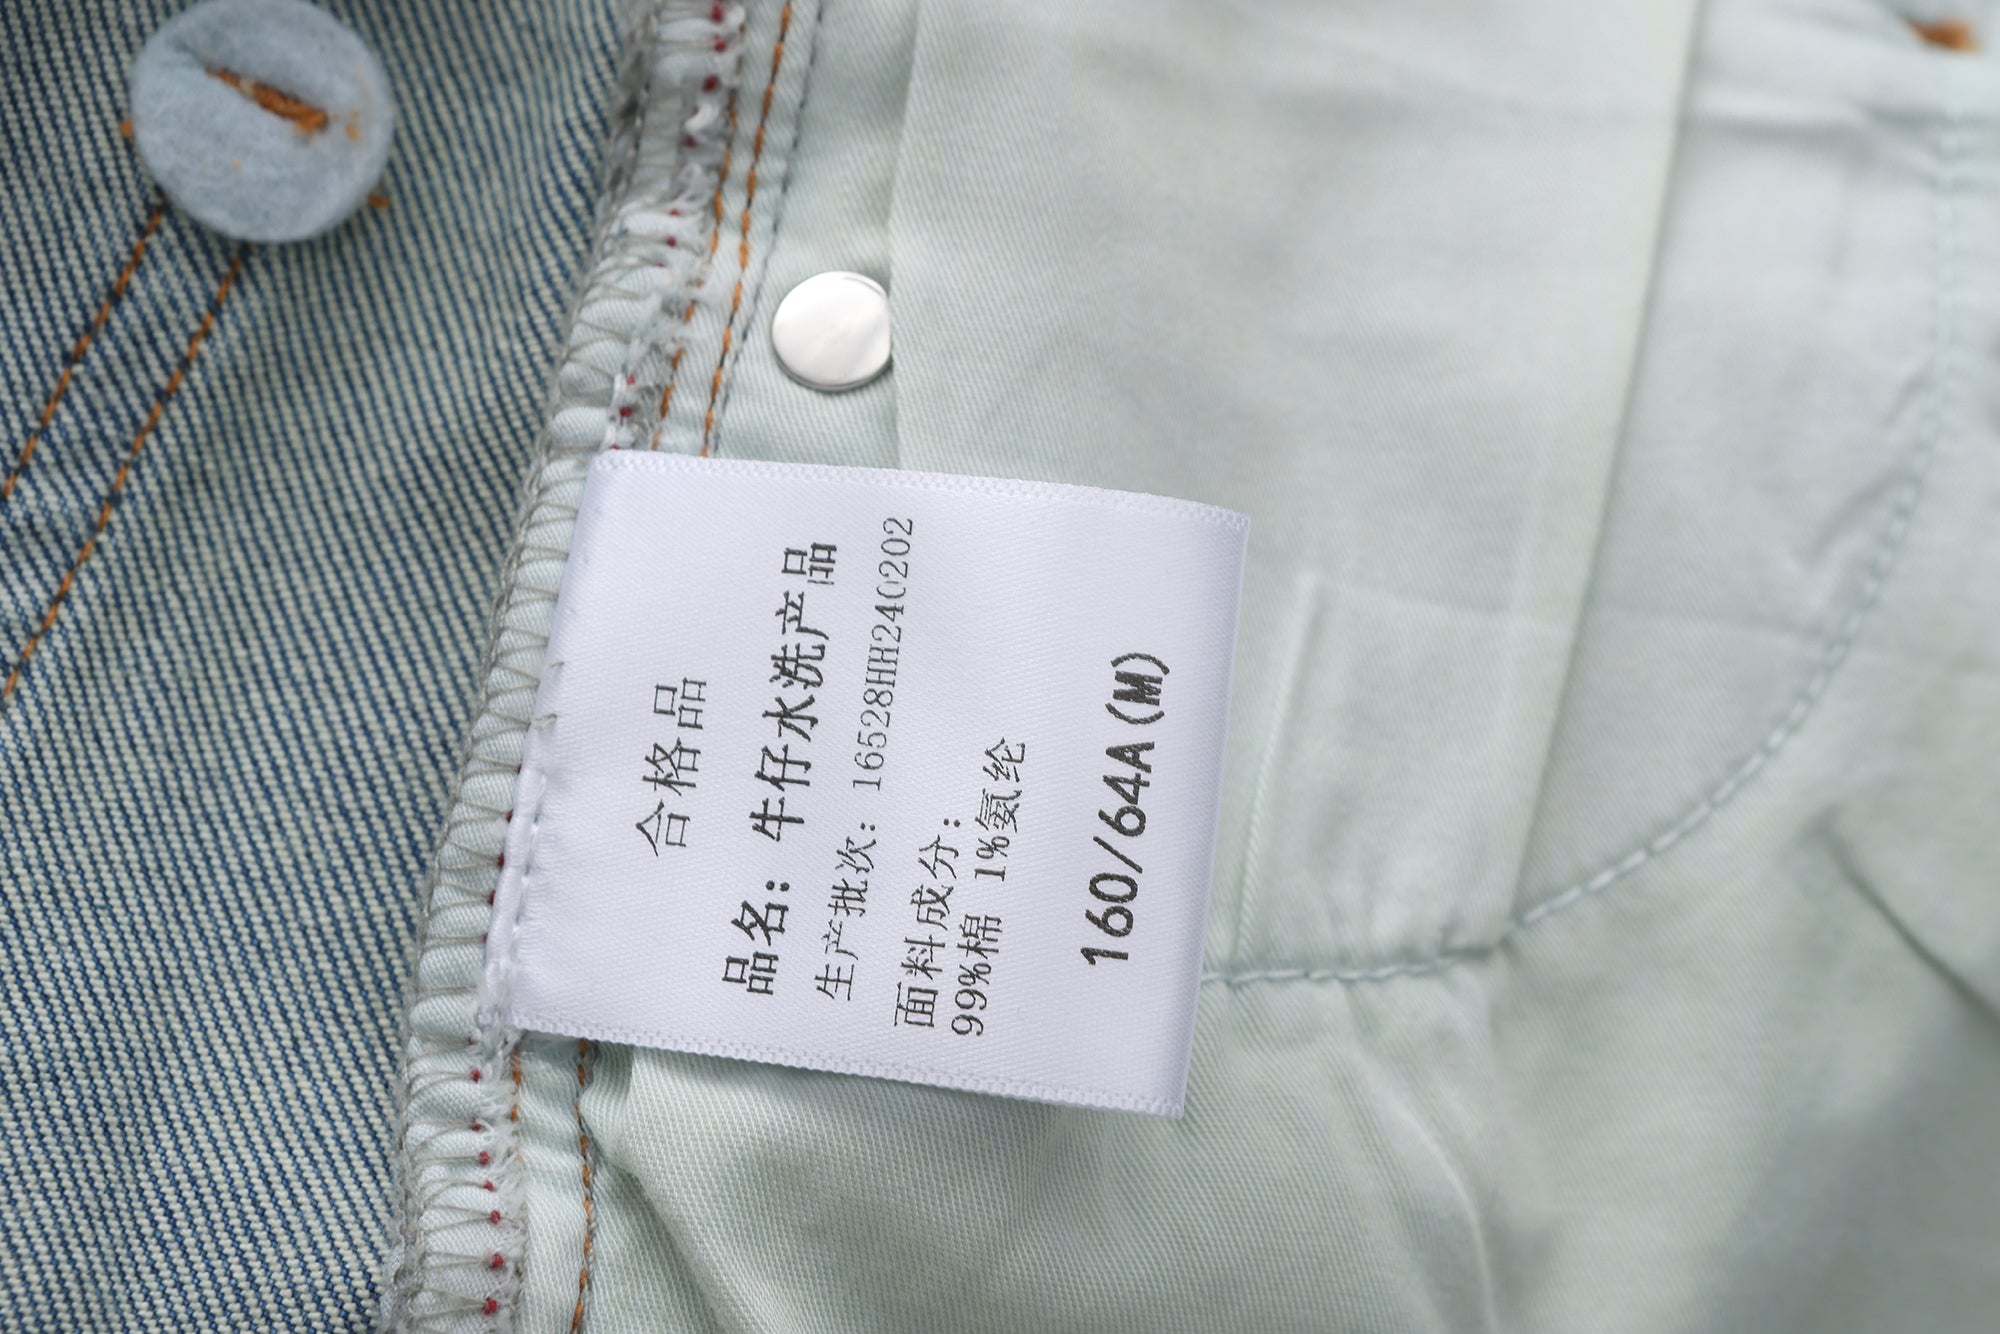 合格品
品名：牛仔水洗产品
生产批次：16528HH240202
面料成分：
99%棉 1%氨纶
160/64A(M)